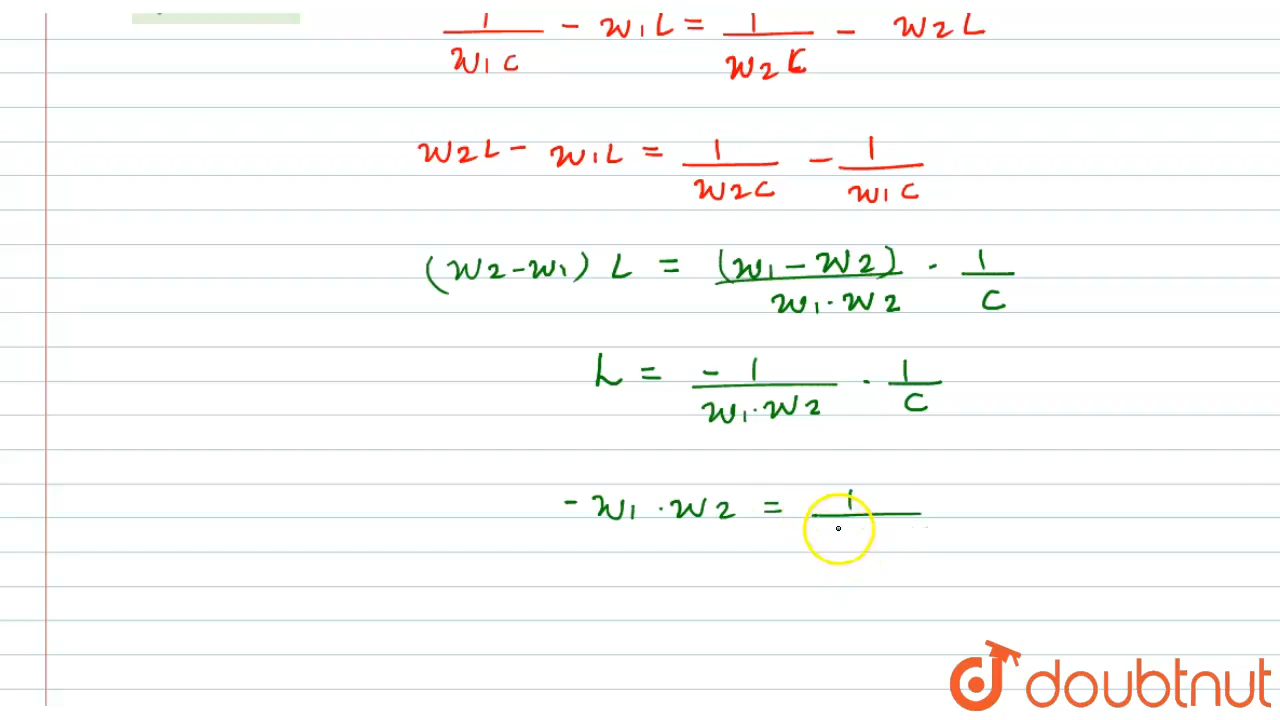 1/w1c - w1L = 1/w2c - w2L
w2L - w1L = 1/w2c - 1/w1c
(w2-w1) L = (w1-w2)/w1.w2 . 1/c
L = -1/w1.w2 . 1/c
-w1.w2 = 1/
doubtnut